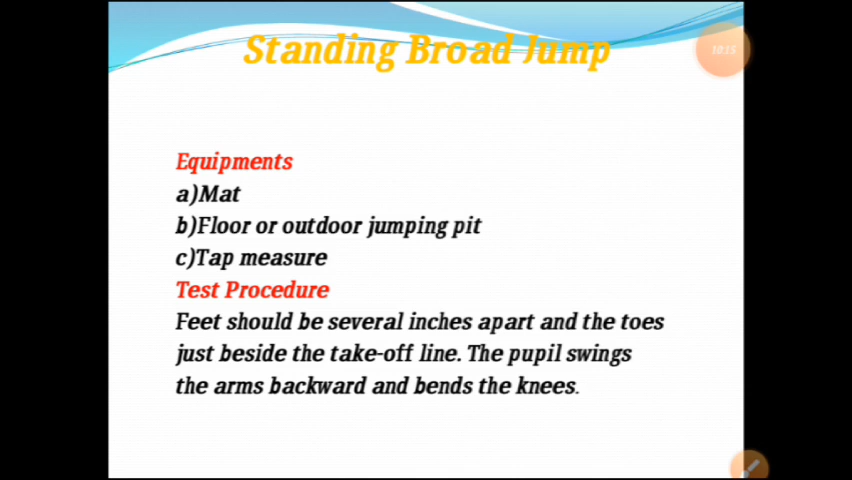 Standing Broad Jump
10:15
Equipments
a)Mat
b)Floor or outdoor jumping pit
c)Tap measure
Test Procedure
Feet should be several inches apart and the toes
just beside the take-off line. The pupil swings
the arms backward and bends the knees.